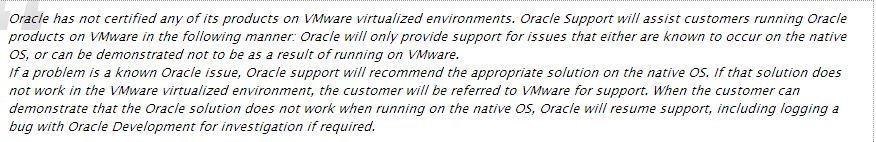 Oracle has not certified any of its products on VMware virtualized environments. Oracle Support will assist customers running Oracle
products on VMware in the following manner: Oracle will only provide support for issues that either are known to occur on the native
OS, or can be demonstrated not to be as a result of running on VMware.
If a problem is a known Oracle issue, Oracle support will recommend the appropriate solution on the native OS. If that solution does
not work in the VMware virtualized environment, the customer will be referred to VMware for support. When the customer can
demonstrate that the Oracle solution does not work when running on the native OS, Oracle will resume support, including logging a
bug with Oracle Development for investigation if required.